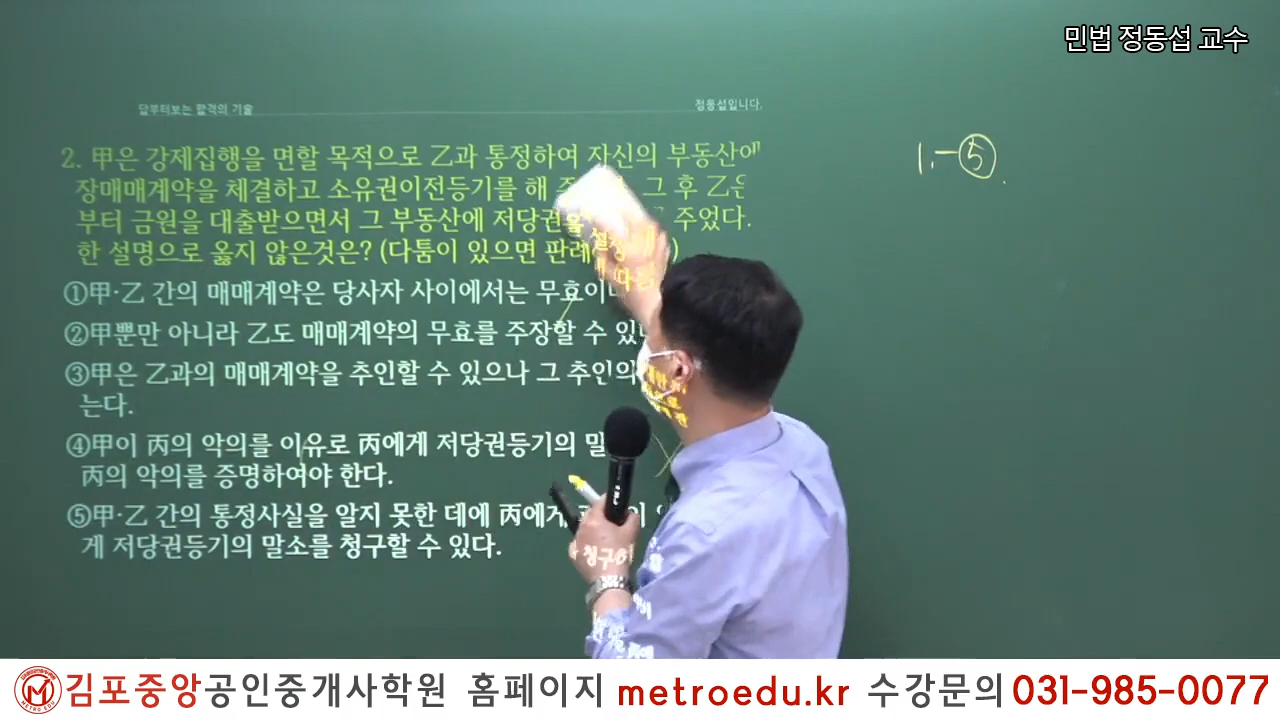 민법 정동섭 교수
답부터보는 합격의 기술
정동섭입니다.
1. - ⑤
2. 甲은 강제집행을 면할 목적으로 乙과 통정하여 자신의 부동산에
장매매계약을 체결하고 소유권이전등기를 해 그 후 乙은
부터 금원을 대출받으면서 그 부동산에 저당권을 주었다.
한 설명으로 옳지 않은것은? (다툼이 있으면 판례 )
①甲·乙 간의 매매계약은 당사자 사이에서는 무효이
②甲뿐만 아니라 乙도 매매계약의 무효를 주장할 수 있
③甲은 乙과의 매매계약을 추인할 수 있으나 그 추인의
는다.
④甲이 丙의 악의를 이유로 丙에게 저당권등기의 말
丙의 악의를 증명하여야 한다.
⑤甲·乙 간의 통정사실을 알지 못한 데에 丙에게
게 저당권등기의 말소를 청구할 수 있다.
METRO EDU
김포중앙공인중개사학원 홈페이지 metroedu.kr 수강문의 031-985-0077